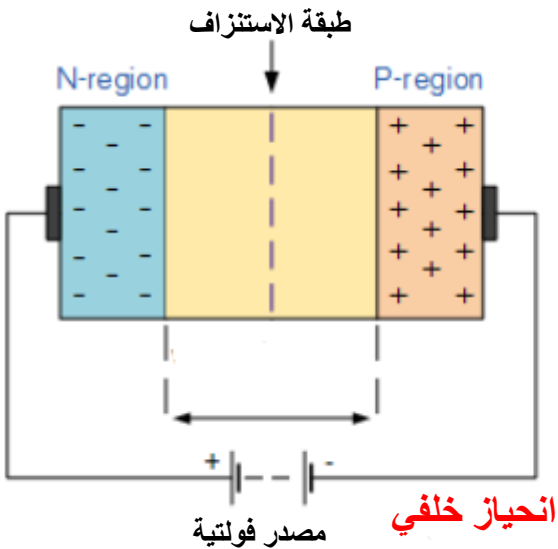 طبقة الاستنزاف
N-region
P-region
+ -
مصدر فولتية
انحياز خلفي